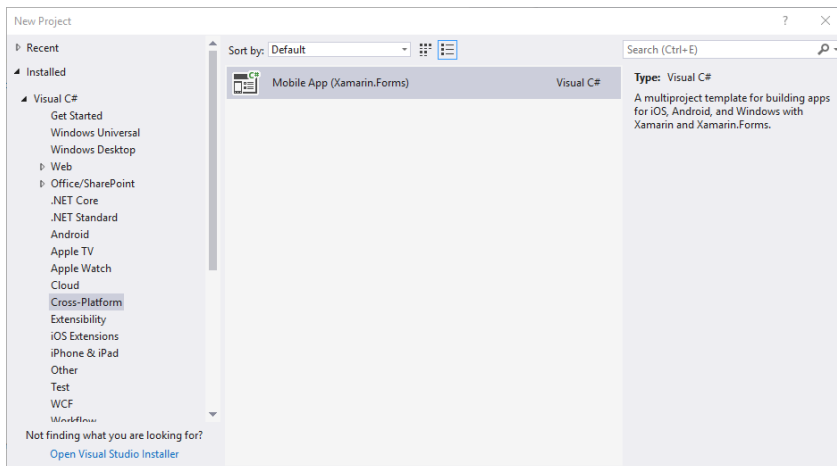 New Project
?
Recent
Installed
Visual C#
Get Started
Windows Universal
Windows Desktop
Web
Office/SharePoint
.NET Core
.NET Standard
Android
Apple TV
Apple Watch
Cloud
Cross-Platform
Extensibility
iOS Extensions
iPhone & iPad
Other
Test
WCF
Workflow
Not finding what you are looking for?
Open Visual Studio Installer
Sort by: Default
C#
Mobile App (Xamarin.Forms) Visual C#
Search (Ctrl+E)
Type: Visual C#
A multiproject template for building apps
for iOS, Android, and Windows with
Xamarin and Xamarin.Forms.